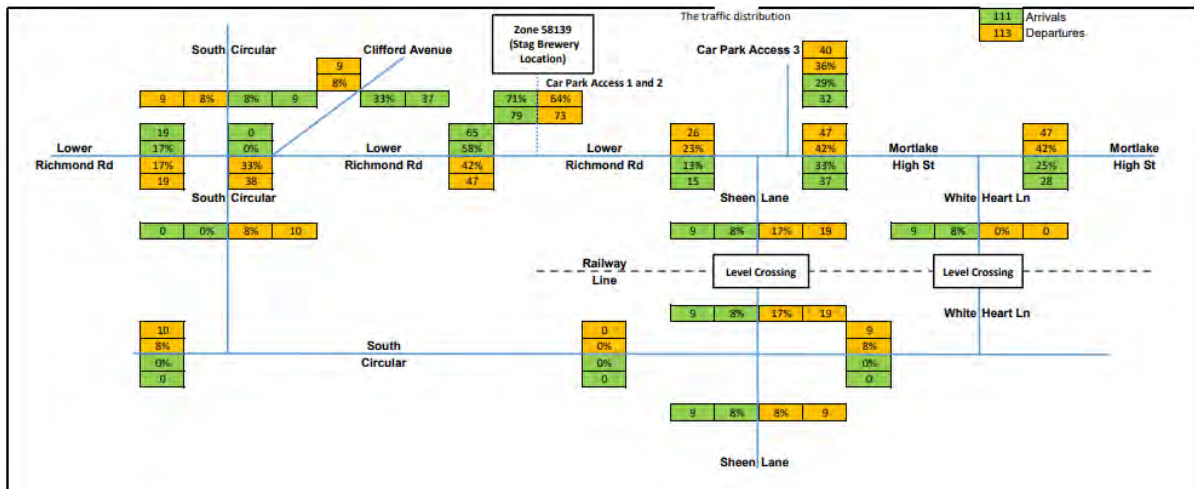 The traffic distribution
111 Arrivals
113 Departures
Zone 58139
(Stag Brewery
Location)
South Circular
Clifford Avenue
Car Park Access 3
40
36%
29%
32
9
8%
Car Park Access 1 and 2
9 8% 8% 9
33% 37
71% 64%
79 73
19
17%
17%
19
0
0%
33%
38
65
58%
42%
47
26
23%
13%
15
47
42%
33%
37
47
42%
25%
28
Lower
Richmond Rd
Lower
Richmond Rd
Lower
Richmond Rd
Mortlake
High St
Mortlake
High St
South Circular
Sheen Lane
White Heart Ln
0 0% 8% 10
9 8% 17% 19
9 8% 0% 0
Railway
Line
Level Crossing
Level Crossing
9 8% 17% 19
White Heart Ln
10
8%
0%
0
South
Circular
0
0%
0%
0
9
8%
0%
0
9 8% 8% 9
Sheen Lane